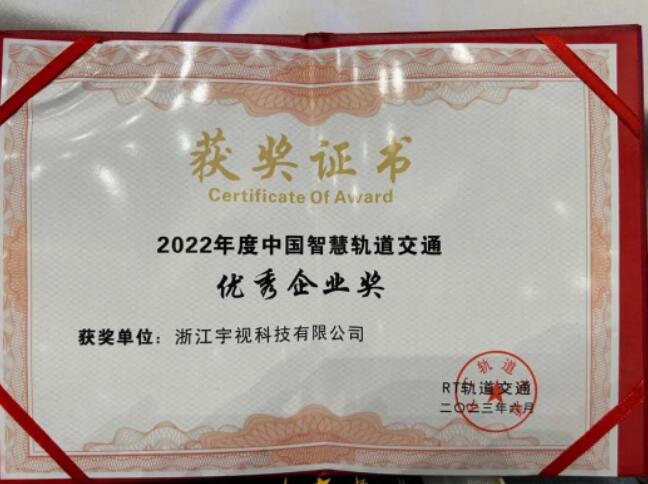 获奖证书
Certificate Of Award
2022年度中国智慧轨道交通
优秀企业奖
获奖单位：浙江宇视科技有限公司
RT轨道交通
二〇二三年六月